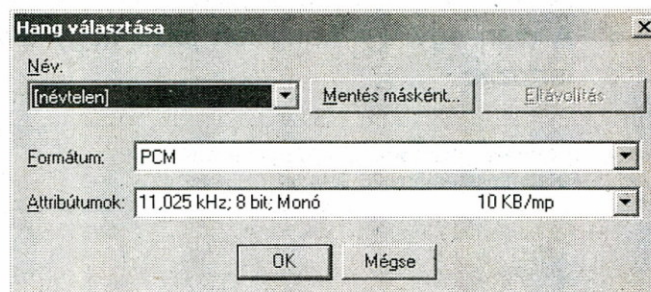 Hang választása
Név:
[névtelen] Mentés másként... Eltávolítás
Formátum: PCM
Attribútumok: 11,025 kHz; 8 bit; Monó 10 KB/mp
OK Mégse